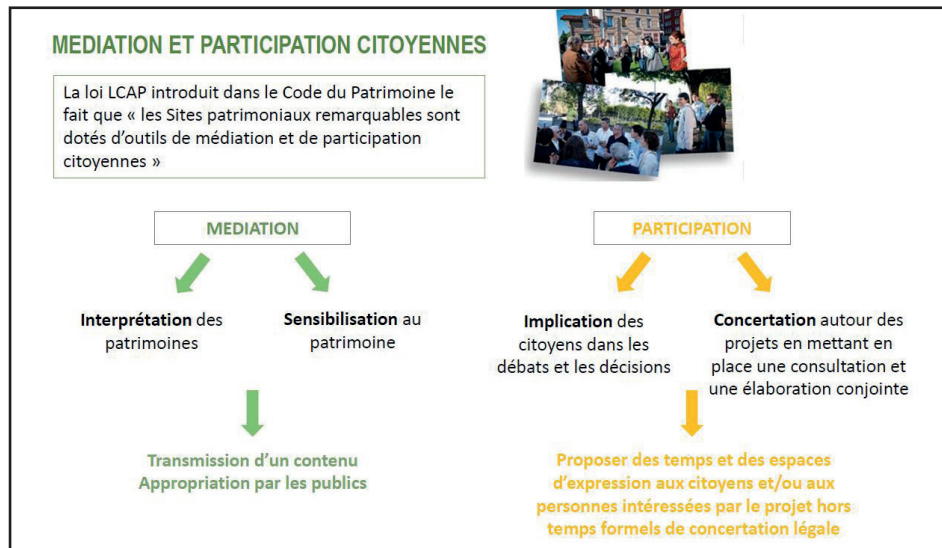 MEDIATION ET PARTICIPATION CITOYENNES
La loi LCAP introduit dans le Code du Patrimoine le
fait que « les Sites patrimoniaux remarquables sont
dotés d'outils de médiation et de participation
citoyennes »
MEDIATION
Interprétation des
patrimoines
Sensibilisation au
patrimoine
Transmission d'un contenu
Appropriation par les publics
PARTICIPATION
Implication des
citoyens dans les
débats et les décisions
Concertation autour des
projets en mettant en
place une consultation et
une élaboration conjointe
Proposer des temps et des espaces
d'expression aux citoyens et/ou aux
personnes intéressées par le projet hors
temps formels de concertation légale